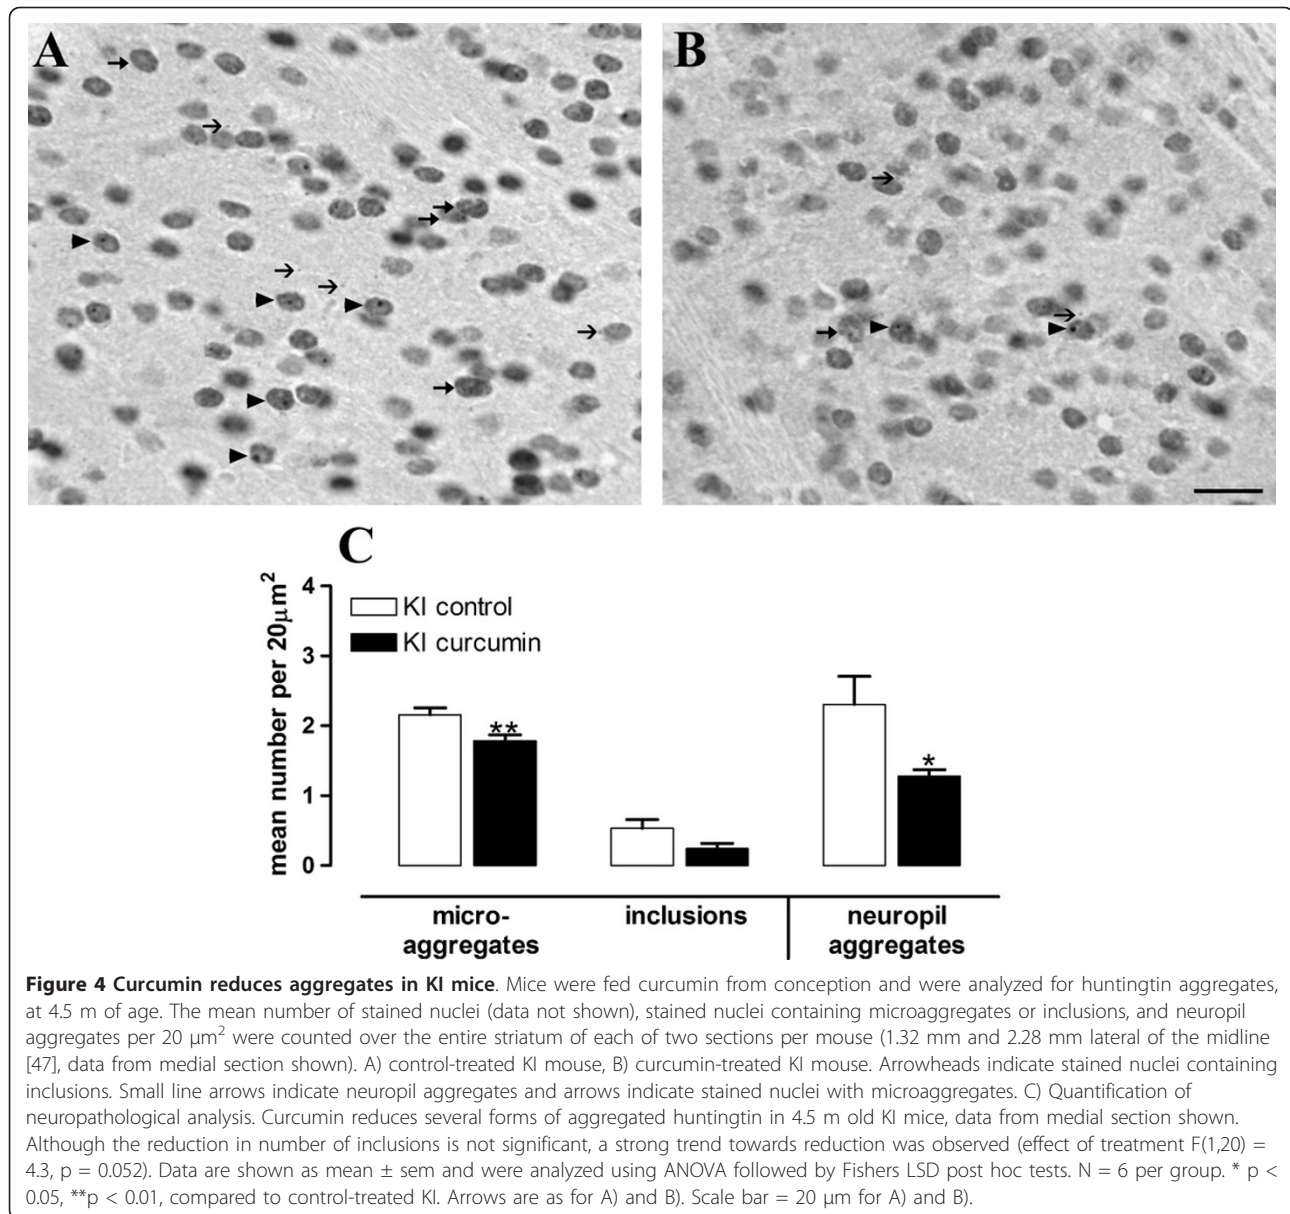 A
B
C
mean number per 20μm²
4
3
2
1
0
KI control
KI curcumin
**
*
micro-
aggregates
inclusions
neuropil
aggregates
Figure 4 Curcumin reduces aggregates in KI mice. Mice were fed curcumin from conception and were analyzed for huntingtin aggregates,
at 4.5 m of age. The mean number of stained nuclei (data not shown), stained nuclei containing microaggregates or inclusions, and neuropil
aggregates per 20 μm² were counted over the entire striatum of each of two sections per mouse (1.32 mm and 2.28 mm lateral of the midline
[47], data from medial section shown). A) control-treated KI mouse, B) curcumin-treated KI mouse. Arrowheads indicate stained nuclei containing
inclusions. Small line arrows indicate neuropil aggregates and arrows indicate stained nuclei with microaggregates. C) Quantification of
neuropathological analysis. Curcumin reduces several forms of aggregated huntingtin in 4.5 m old KI mice, data from medial section shown.
Although the reduction in number of inclusions is not significant, a strong trend towards reduction was observed (effect of treatment F(1,20) =
4.3, p = 0.052). Data are shown as mean ± sem and were analyzed using ANOVA followed by Fishers LSD post hoc tests. N = 6 per group. * p <
0.05, **p < 0.01, compared to control-treated KI. Arrows are as for A) and B). Scale bar = 20 μm for A) and B).